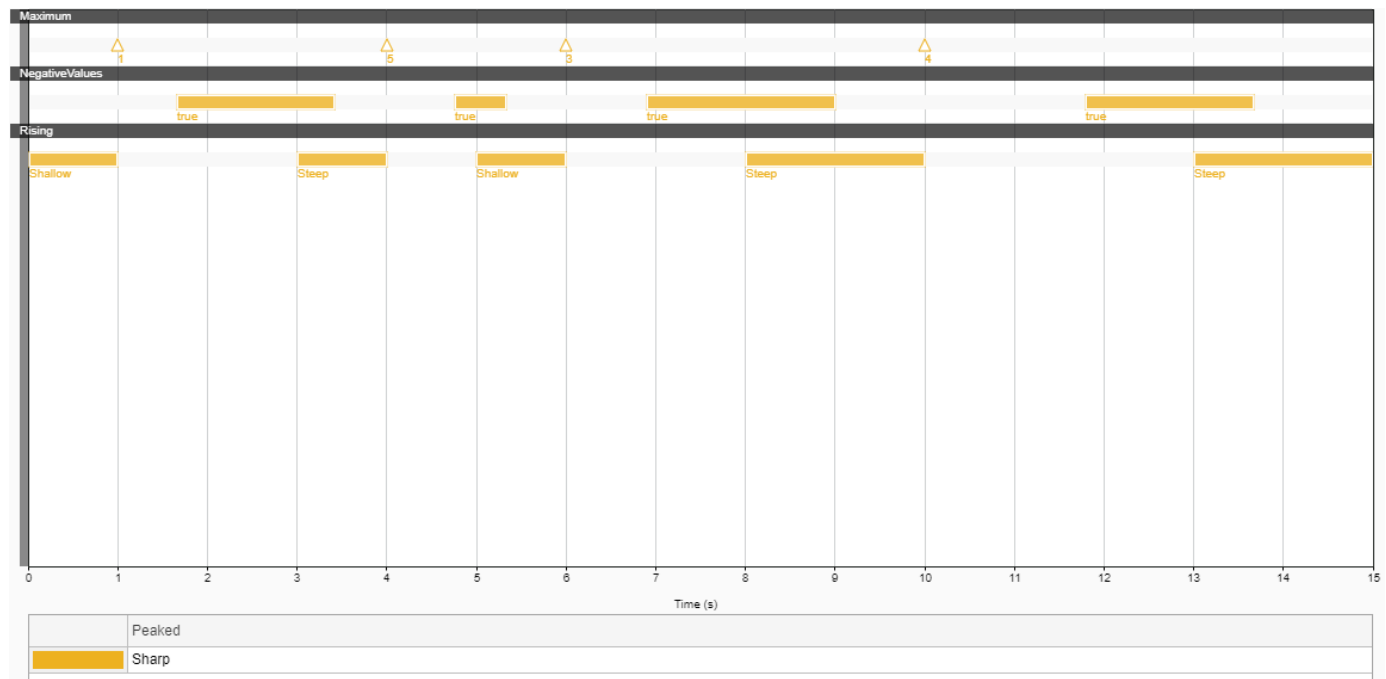 Maximum
1 5 3 4
NegativeValues
true true true true
Rising
Shallow Steep Shallow Steep Steep
0 1 2 3 4 5 6 7 8 9 10 11 12 13 14 15
Time (s)
Peaked
Sharp